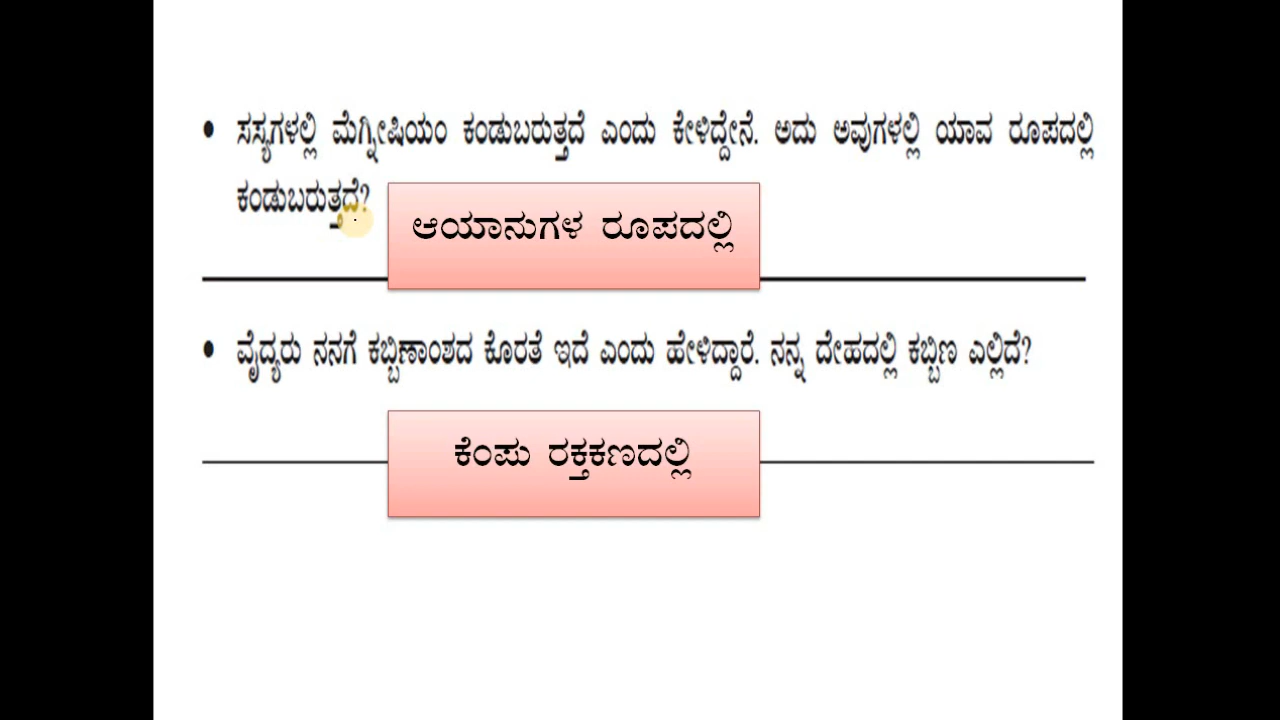 • ಸಸ್ಯಗಳಲ್ಲಿ ಮೆಗ್ನೀಷಿಯಂ ಕಂಡುಬರುತ್ತದೆ ಎಂದು ಕೇಳಿದ್ದೇನೆ. ಅದು ಅವುಗಳಲ್ಲಿ ಯಾವ ರೂಪದಲ್ಲಿ
ಕಂಡುಬರುತ್ತದೆ?
ಆಯಾನುಗಳ ರೂಪದಲ್ಲಿ
• ವೈದ್ಯರು ನನಗೆ ಕಬ್ಬಿಣಾಂಶದ ಕೊರತೆ ಇದೆ ಎಂದು ಹೇಳಿದ್ದಾರೆ. ನನ್ನ ದೇಹದಲ್ಲಿ ಕಬ್ಬಿಣ ಎಲ್ಲಿದೆ?
ಕೆಂಪು ರಕ್ತಕಣದಲ್ಲಿ